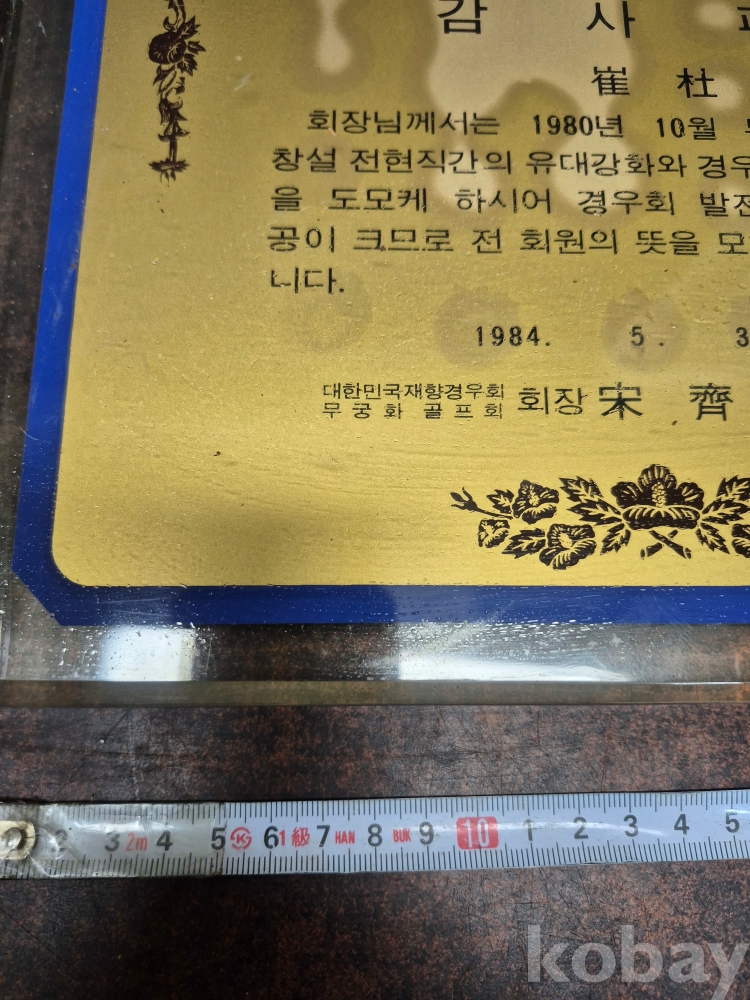 감 사
崔 杜
회장님께서는 1980년 10월
창설 전현직간의 유대강화와 경우
을 도모케 하시어 경우회 발전
공이 크므로 전 회원의 뜻을 모
니다.
1984. 5. 3
대한민국재향경우회
무궁화 골프회 회장 宋 齊
2 3 2m 4 5 K 6 1級 7 HAN 8 BUK 9 10 1 2 3 4 5
kobay